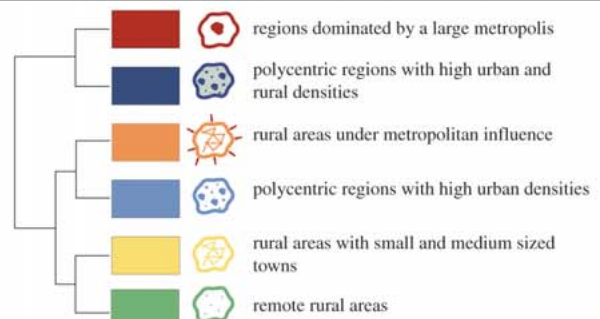 regions dominated by a large metropolis
polycentric regions with high urban and
rural densities
rural areas under metropolitan influence
polycentric regions with high urban densities
rural areas with small and medium sized
towns
remote rural areas